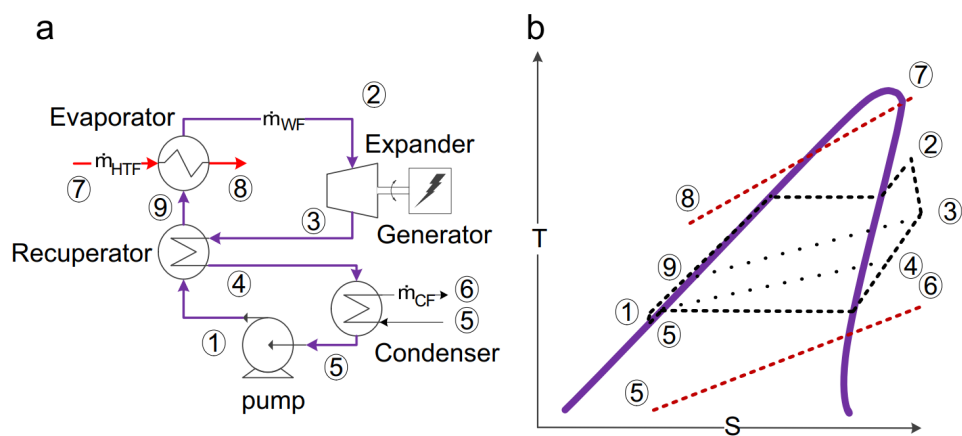 a
②
Evaporator
ṁWF
Expander
ṁHTF
⑦
⑧
⑨
③
Generator
Recuperator
④
ṁCF
⑥
⑤
①
Condenser
⑤
pump
b
⑦
②
⑧
③
T
⑨
④
⑥
①
⑤
⑤
S